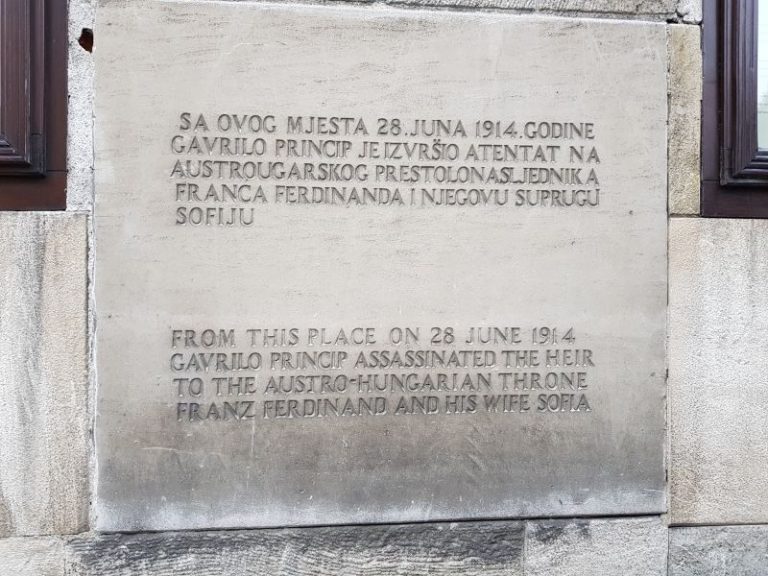 SA OVOG MJESTA 28. JUNA 1914. GODINE
GAVRILO PRINCIP JE IZVRŠIO ATENTAT NA
AUSTROUGARSKOG PRESTOLONASLJEDNIKA
FRANCA FERDINANDA I NJEGOVU SUPRUGU
SOFIJU
FROM THIS PLACE ON 28 JUNE 1914
GAVRILO PRINCIP ASSASSINATED THE HEIR
TO THE AUSTRO-HUNGARIAN THRONE
FRANZ FERDINAND AND HIS WIFE SOFIA